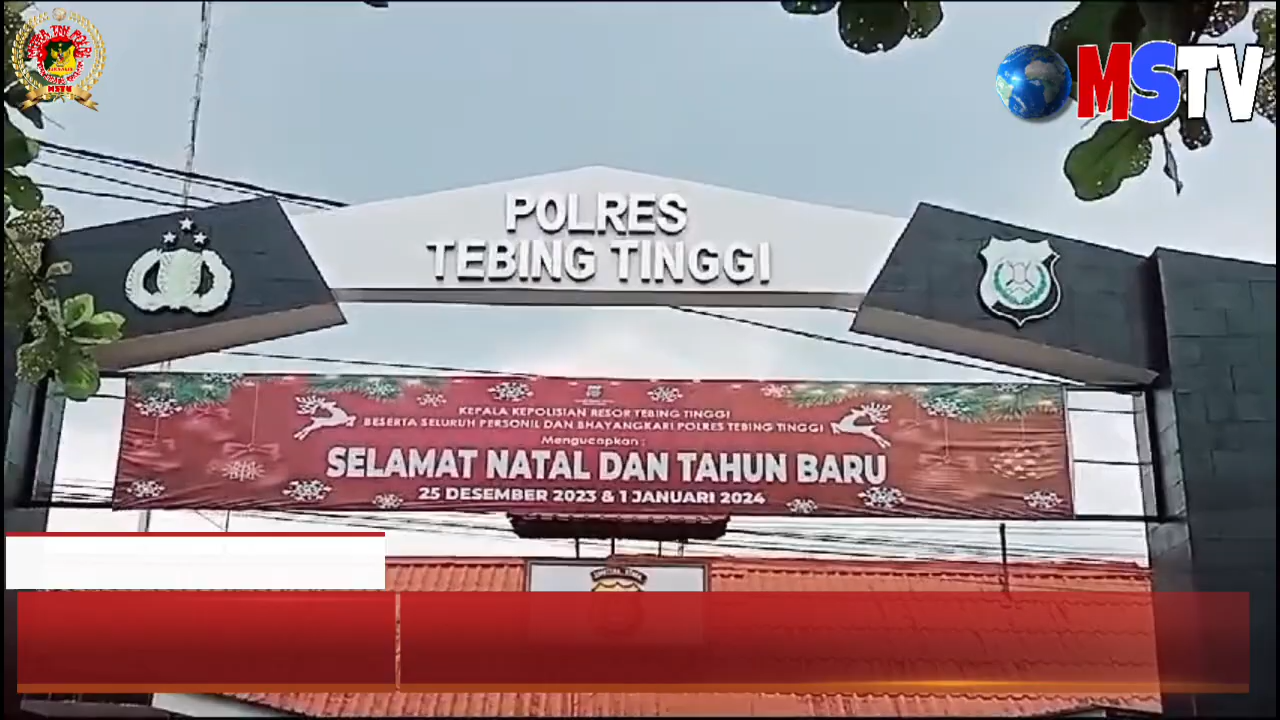 MSTV
MSTV
POLRES
TEBING TINGGI
KEPALA KEPOLISIAN RESOR TEBING TINGGI
BESERTA SELURUH PERSONIL DAN BHAYANGKARI POLRES TEBING TINGGI
Mengucapkan :
SELAMAT NATAL DAN TAHUN BARU
25 DESEMBER 2023 & 1 JANUARI 2024